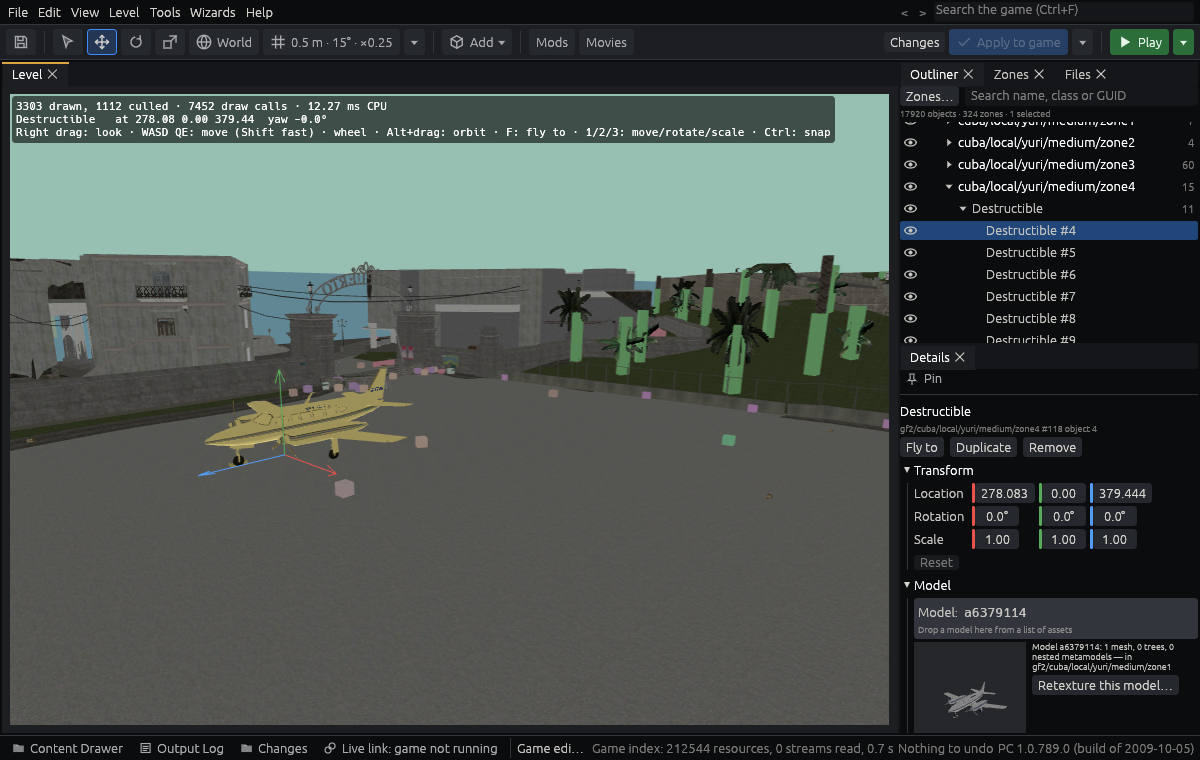 File Edit View Level Tools Wizards Help
< > Search the game (Ctrl+F)
World 0.5 m · 15° · ×0.25 Add Mods Movies Changes Apply to game Play
Level
3303 drawn, 1112 culled · 7452 draw calls · 12.27 ms CPU
Destructible at 278.08 0.00 379.44 yaw -0.0°
Right drag: look · WASD QE: move (Shift fast) · wheel · Alt+drag: orbit · F: fly to · 1/2/3: move/rotate/scale · Ctrl: snap
Outliner Zones Files
Zones... Search name, class or GUID
17920 objects · 324 zones · 1 selected
cuba/local/yuri/medium/zone1
cuba/local/yuri/medium/zone2 4
cuba/local/yuri/medium/zone3 60
cuba/local/yuri/medium/zone4 15
Destructible 11
Destructible #4
Destructible #5
Destructible #6
Destructible #7
Destructible #8
Destructible #9
Details
Pin
Destructible
gf2/cuba/local/yuri/medium/zone4 #118 object 4
Fly to Duplicate Remove
Transform
Location 278.083 0.00 379.444
Rotation 0.0° 0.0° 0.0°
Scale 1.00 1.00 1.00
Reset
Model
Model: a6379114
Drop a model here from a list of assets
Model a6379114: 1 mesh, 0 trees, 0
nested metamodels — in
gf2/cuba/local/yuri/medium/zone1
Retexture this model...
Content Drawer Output Log Changes Live link: game not running Game edi... Game index: 212544 resources, 0 streams read, 0.7 s Nothing to undo PC 1.0.789.0 (build of 2009-10-05)